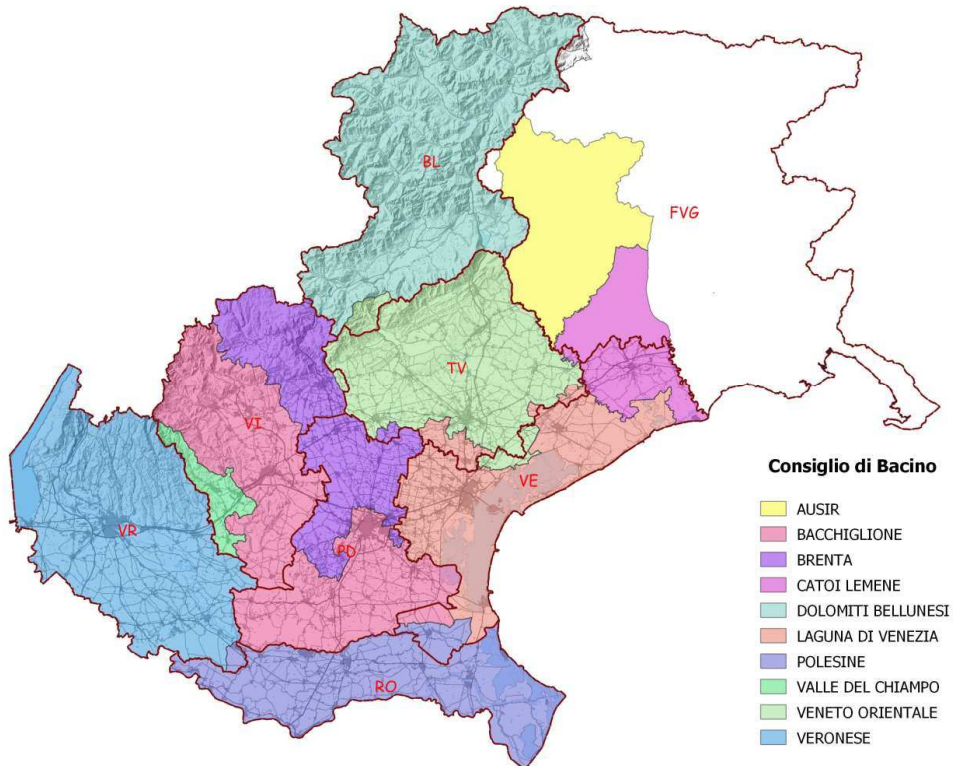 BL
FVG
TV
VI
VE
VR
PD
RO
Consiglio di Bacino
AUSIR
BACCHIGLIONE
BRENTA
CATOI LEMENE
DOLOMITI BELLUNESI
LAGUNA DI VENEZIA
POLESINE
VALLE DEL CHIAMPO
VENETO ORIENTALE
VERONESE